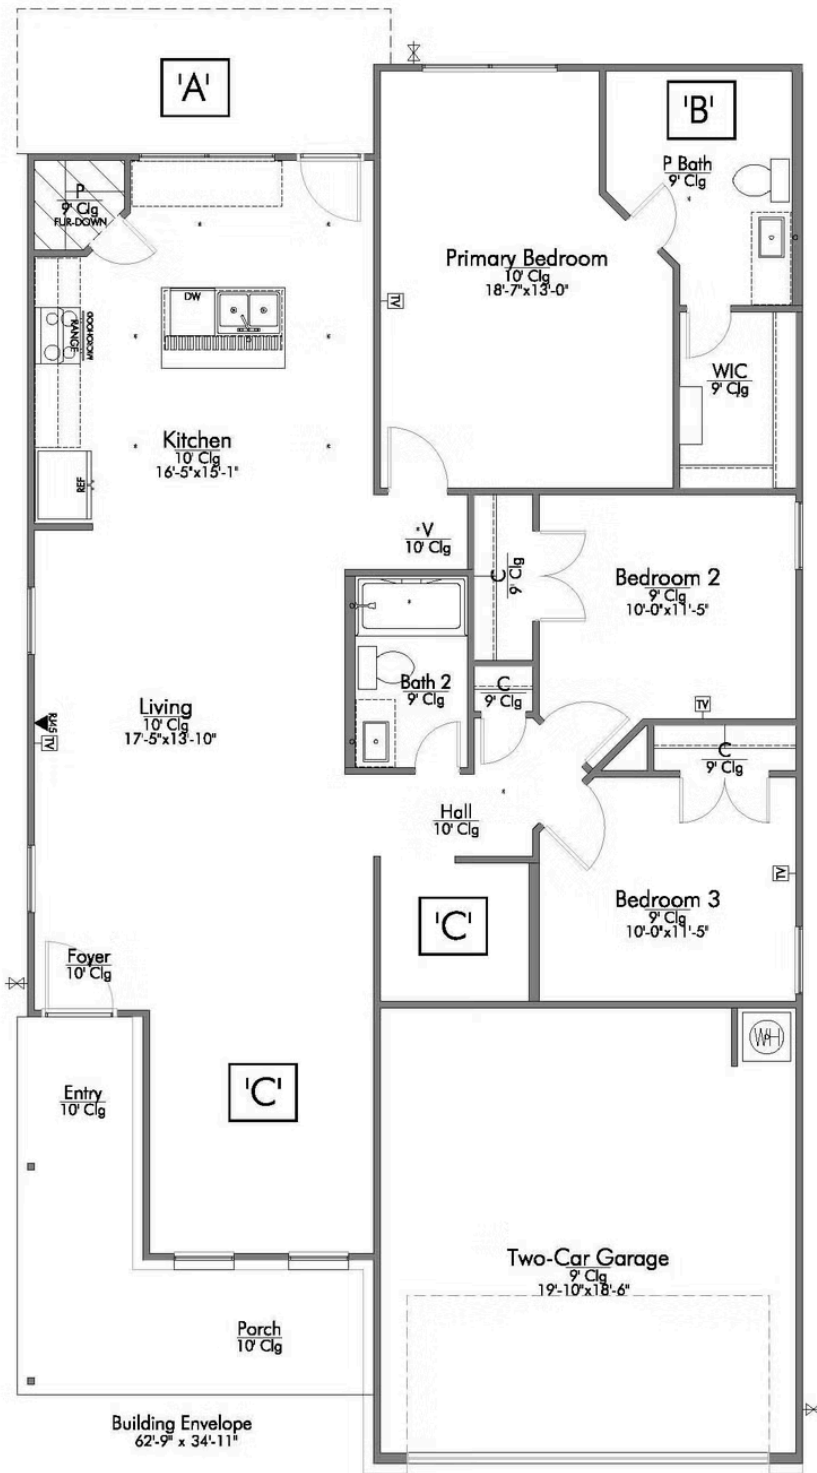 'A'
'B'
P
9' Clg
FUR-DOWN
P Bath
9' Clg
Primary Bedroom
10' Clg
18'-7"x13'-0"
TV
DW
RANGE
MICROHOOD
WIC
9' Clg
Kitchen
10' Clg
16'-5"x15'-1"
REF
V
10' Clg
C
9' Clg
Bedroom 2
9' Clg
10'-0"x11'-5"
Bath 2
9' Clg
C
9' Clg
TV
Living
10' Clg
17'-5"x13'-10"
RJ45
TV
C
9' Clg
Hall
10' Clg
TV
Bedroom 3
9' Clg
10'-0"x11'-5"
'C'
Foyer
10' Clg
WH
Entry
10' Clg
'C'
Two-Car Garage
9' Clg
19'-10"x18'-6"
Porch
10' Clg
Building Envelope
62'-9" x 34'-11"